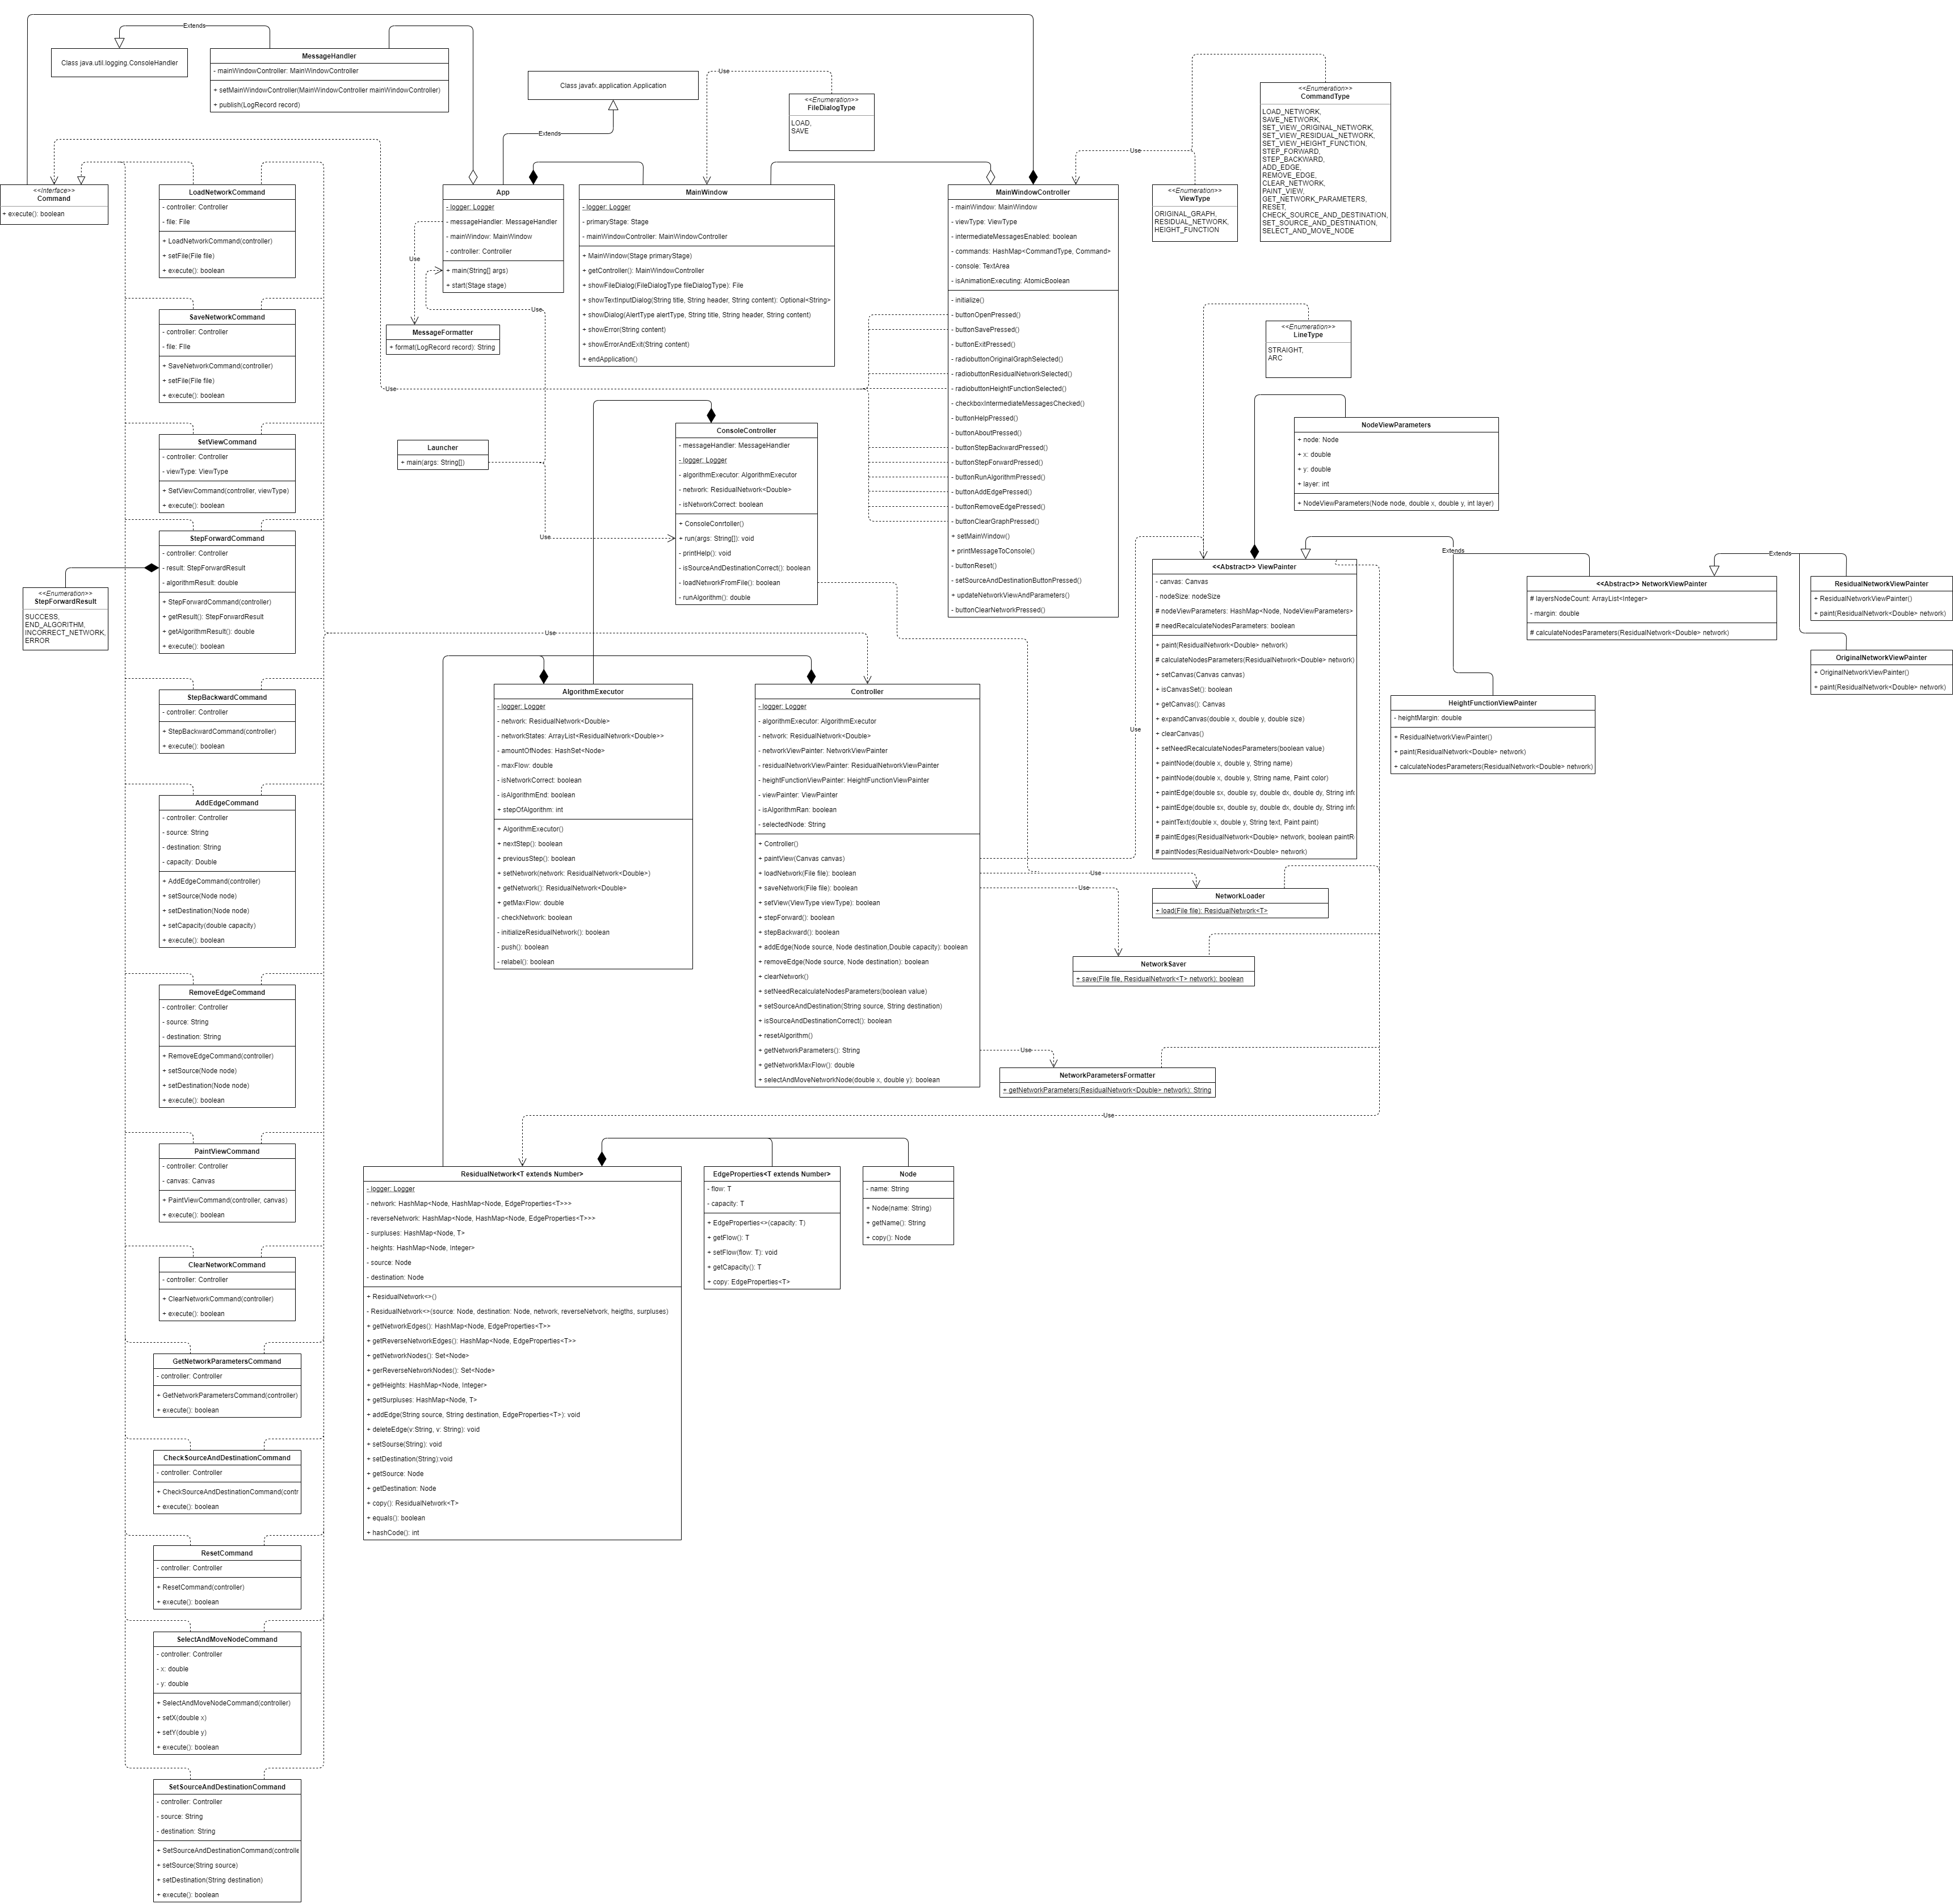 Extends
Class java.util.logging.ConsoleHandler
MessageHandler
- mainWindowController: MainWindowController
+ setMainWindowController(MainWindowController mainWindowController)
+ publish(LogRecord record)
Class javafx.application.Application
Extends
Use
<<Enumeration>>
FileDialogType
LOAD,
SAVE
<<Enumeration>>
CommandType
LOAD_NETWORK,
SAVE_NETWORK,
SET_VIEW_ORIGINAL_NETWORK,
SET_VIEW_RESIDUAL_NETWORK,
SET_VIEW_HEIGHT_FUNCTION,
STEP_FORWARD,
STEP_BACKWARD,
ADD_EDGE,
REMOVE_EDGE,
CLEAR_NETWORK,
PAINT_VIEW,
GET_NETWORK_PARAMETERS,
RESET,
CHECK_SOURCE_AND_DESTINATION,
SET_SOURCE_AND_DESTINATION,
SELECT_AND_MOVE_NODE
Use
<<Enumeration>>
ViewType
ORIGINAL_GRAPH,
RESIDUAL_NETWORK,
HEIGHT_FUNCTION
<<Interface>>
Command
+ execute(): boolean
LoadNetworkCommand
- controller: Controller
- file: File
+ LoadNetworkCommand(controller)
+ setFile(File file)
+ execute(): boolean
SaveNetworkCommand
- controller: Controller
- file: FIle
+ SaveNetworkCommand(controller)
+ setFile(File file)
+ execute(): boolean
SetViewCommand
- controller: Controller
- viewType: ViewType
+ SetViewCommand(controller, viewType)
+ execute(): boolean
StepForwardCommand
- controller: Controller
- result: StepForwardResult
- algorithmResult: double
+ StepForwardCommand(controller)
+ getResult(): StepForwardResult
+ getAlgorithmResult(): double
+ execute(): boolean
<<Enumeration>>
StepForwardResult
SUCCESS,
END_ALGORITHM,
INCORRECT_NETWORK,
ERROR
StepBackwardCommand
- controller: Controller
+ StepBackwardCommand(controller)
+ execute(): boolean
AddEdgeCommand
- controller: Controller
- source: String
- destination: String
- capacity: Double
+ AddEdgeCommand(controller)
+ setSource(Node node)
+ setDestination(Node node)
+ setCapacity(double capacity)
+ execute(): boolean
RemoveEdgeCommand
- controller: Controller
- source: String
- destination: String
+ RemoveEdgeCommand(controller)
+ setSource(Node node)
+ setDestination(Node node)
+ execute(): boolean
PaintViewCommand
- controller: Controller
- canvas: Canvas
+ PaintViewCommand(controller, canvas)
+ execute(): boolean
ClearNetworkCommand
- controller: Controller
+ ClearNetworkCommand(controller)
+ execute(): boolean
GetNetworkParametersCommand
- controller: Controller
+ GetNetworkParametersCommand(controller)
+ execute(): boolean
CheckSourceAndDestinationCommand
- controller: Controller
+ CheckSourceAndDestinationCommand(contr
+ execute(): boolean
ResetCommand
- controller: Controller
+ ResetCommand(controller)
+ execute(): boolean
SelectAndMoveNodeCommand
- controller: Controller
- x: double
- y: double
+ SelectAndMoveNodeCommand(controller)
+ setX(double x)
+ setY(double y)
+ execute(): boolean
SetSourceAndDestinationCommand
- controller: Controller
- source: String
- destination: String
+ SetSourceAndDestinationCommand(controlle
+ setSource(String source)
+ setDestination(String destination)
+ execute(): boolean
App
- logger: Logger
- messageHandler: MessageHandler
- mainWindow: MainWindow
- controller: Controller
+ main(String[] args)
+ start(Stage stage)
Use
Use
MessageFormatter
+ format(LogRecord record): String
Use
MainWindow
- logger: Logger
- primaryStage: Stage
- mainWindowController: MainWindowController
+ MainWindow(Stage primaryStage)
+ getController(): MainWindowController
+ showFileDialog(FileDialogType fileDialogType): File
+ showTextInputDialog(String title, String header, String content): Optional<String>
+ showDialog(AlertType alertType, String title, String header, String content)
+ showError(String content)
+ showErrorAndExit(String content)
+ endApplication()
MainWindowController
- mainWindow: MainWindow
- viewType: ViewType
- intermediateMessagesEnabled: boolean
- commands: HashMap<CommandType, Command>
- console: TextArea
- isAnimationExecuting: AtomicBoolean
- initialize()
- buttonOpenPressed()
- buttonSavePressed()
- buttonExitPressed()
- radiobuttonOriginalGraphSelected()
- radiobuttonResidualNetworkSelected()
- radiobuttonHeightFunctionSelected()
- checkboxIntermediateMessagesChecked()
- buttonHelpPressed()
- buttonAboutPressed()
- buttonStepBackwardPressed()
- buttonStepForwardPressed()
- buttonRunAlgorithmPressed()
- buttonAddEdgePressed()
- buttonRemoveEdgePressed()
- buttonClearGraphPressed()
+ setMainWindow()
+ printMessageToConsole()
- buttonReset()
- setSourceAndDestinationButtonPressed()
+ updateNetworkViewAndParameters()
- buttonClearNetworkPressed()
Launcher
+ main(args: String[])
Use
ConsoleController
- messageHandler: MessageHandler
- logger: Logger
- algorithmExecutor: AlgorithmExecutor
- network: ResidualNetwork<Double>
- isNetworkCorrect: boolean
+ ConsoleConrtoller()
+ run(args: String[]): void
- printHelp(): void
- isSourceAndDestinationCorrect(): boolean
- loadNetworkFromFile(): boolean
- runAlgorithm(): double
<<Enumeration>>
LineType
STRAIGHT,
ARC
NodeViewParameters
+ node: Node
+ x: double
+ y: double
+ layer: int
+ NodeViewParameters(Node node, double x, double y, int layer)
<<Abstract>> ViewPainter
- canvas: Canvas
- nodeSize: nodeSize
# nodeViewParameters: HashMap<Node, NodeViewParameters>
# needRecalculateNodesParameters: boolean
+ paint(ResidualNetwork<Double> network)
# calculateNodesParameters(ResidualNetwork<Double> network)
+ setCanvas(Canvas canvas)
+ isCanvasSet(): boolean
+ getCanvas(): Canvas
+ expandCanvas(double x, double y, double size)
+ clearCanvas()
+ setNeedRecalculateNodesParameters(boolean value)
+ paintNode(double x, double y, String name)
+ paintNode(double x, double y, String name, Paint color)
+ paintEdge(double sx, double sy, double dx, double dy, String info
+ paintEdge(double sx, double sy, double dx, double dy, String info
+ paintText(double x, double y, String text, Paint paint)
# paintEdges(ResidualNetwork<Double> network, boolean paintR
# paintNodes(ResidualNetwork<Double> network)
Extends
<<Abstract>> NetworkViewPainter
# layersNodeCount: ArrayList<Integer>
- margin: double
# calculateNodesParameters(ResidualNetwork<Double> network)
Extends
ResidualNetworkViewPainter
+ ResidualNetworkViewPainter()
+ paint(ResidualNetwork<Double> network)
OriginalNetworkViewPainter
+ OriginalNetworkViewPainter()
+ paint(ResidualNetwork<Double> network)
HeightFunctionViewPainter
- heightMargin: double
+ ResidualNetworkViewPainter()
+ paint(ResidualNetwork<Double> network)
+ calculateNodesParameters(ResidualNetwork<Double> network)
Use
AlgorithmExecutor
- logger: Logger
- network: ResidualNetwork<Double>
- networkStates: ArrayList<ResidualNetwork<Double>>
- amountOfNodes: HashSet<Node>
- maxFlow: double
- isNetworkCorrect: boolean
- isAlgorithmEnd: boolean
+ stepOfAlgorithm: int
+ AlgorithmExecutor()
+ nextStep(): boolean
+ previousStep(): boolean
+ setNetwork(network: ResidualNetwork<Double>)
+ getNetwork(): ResidualNetwork<Double>
+ getMaxFlow: double
- checkNetwork: boolean
- initializeResidualNetwork(): boolean
- push(): boolean
- relabel(): boolean
Controller
- logger: Logger
- algorithmExecutor: AlgorithmExecutor
- network: ResidualNetwork<Double>
- networkViewPainter: NetworkViewPainter
- residualNetworkViewPainter: ResidualNetworkViewPainter
- heightFunctionViewPainter: HeightFunctionViewPainter
- viewPainter: ViewPainter
- isAlgorithmRan: boolean
- selectedNode: String
+ Controller()
+ paintView(Canvas canvas)
+ loadNetwork(File file): boolean
+ saveNetwork(File file): boolean
+ setView(ViewType viewType): boolean
+ stepForward(): boolean
+ stepBackward(): boolean
+ addEdge(Node source, Node destination,Double capacity): boolean
+ removeEdge(Node source, Node destination): boolean
+ clearNetwork()
+ setNeedRecalculateNodesParameters(boolean value)
+ setSourceAndDestination(String source, String destination)
+ isSourceAndDestinationCorrect(): boolean
+ resetAlgorithm()
+ getNetworkParameters(): String
+ getNetworkMaxFlow(): double
+ selectAndMoveNetworkNode(double x, double y): boolean
Use
Use
Use
Use
NetworkLoader
+ load(File file): ResidualNetwork<T>
NetworkSaver
+ save(File file, ResidualNetwork<T> network): boolean
NetworkParametersFormatter
+ getNetworkParameters(ResidualNetwork<Double> network): String
Use
ResidualNetwork<T extends Number>
- logger: Logger
- network: HashMap<Node, HashMap<Node, EdgeProperties<T>>>
- reverseNetwork: HashMap<Node, HashMap<Node, EdgeProperties<T>>>
- surpluses: HashMap<Node, T>
- heights: HashMap<Node, Integer>
- source: Node
- destination: Node
+ ResidualNetwork<>()
- ResidualNetwork<>(source: Node, destination: Node, network, reverseNetwork, heigths, surpluses)
+ getNetworkEdges(): HashMap<Node, EdgeProperties<T>>
+ getReverseNetworkEdges(): HashMap<Node, EdgeProperties<T>>
+ getNetworkNodes(): Set<Node>
+ gerReverseNetworkNodes(): Set<Node>
+ getHeights: HashMap<Node, Integer>
+ getSurpluses: HashMap<Node, T>
+ addEdge(String source, String destination, EdgeProperties<T>): void
+ deleteEdge(v:String, v: String): void
+ setSourse(String): void
+ setDestination(String):void
+ getSource: Node
+ getDestination: Node
+ copy(): ResidualNetwork<T>
+ equals(): boolean
+ hashCode(): int
EdgeProperties<T extends Number>
- flow: T
- capacity: T
+ EdgeProperties<>(capacity: T)
+ getFlow(): T
+ setFlow(flow: T): void
+ getCapacity(): T
+ copy: EdgeProperties<T>
Node
- name: String
+ Node(name: String)
+ getName(): String
+ copy(): Node